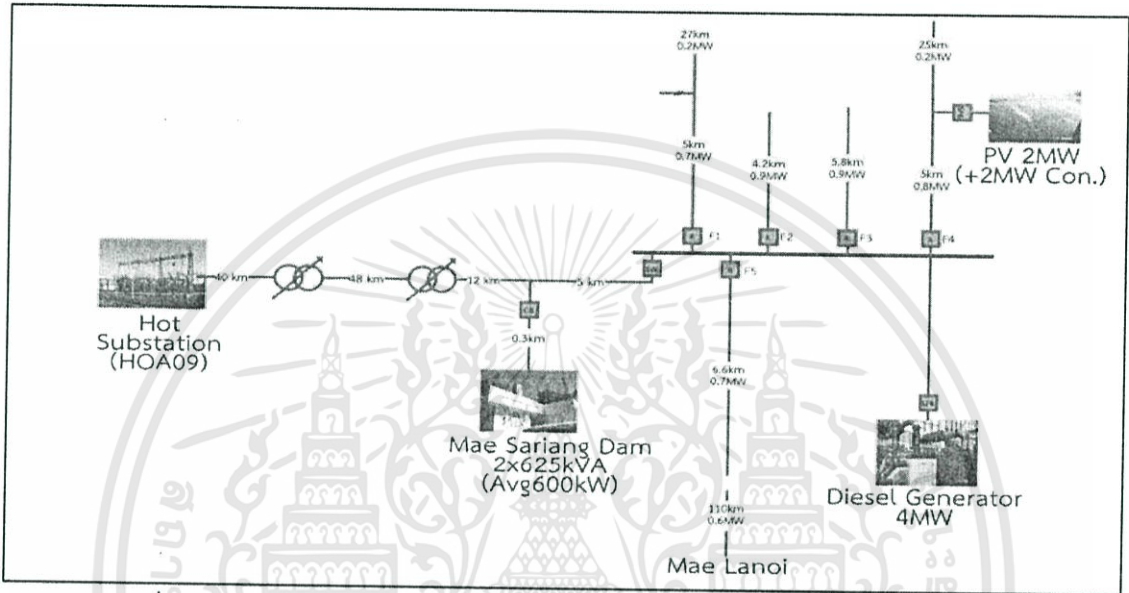 27km
0.2MW
25km
0.2MW
5km
0.7MW
4.2km
0.9MW
5.8km
0.9MW
5km
0.8MW
PV 2MW
(+2MW Con.)
F1
F2
F3
F4
40 km
48 km
12 km
5 km
F5
Hot
Substation
(HOA09)
0.3km
6.6km
0.7MW
Mae Sariang Dam
2x625kVA
(Avg600kW)
Diesel Generator
4MW
110km
0.6MW
Mae Lanoi